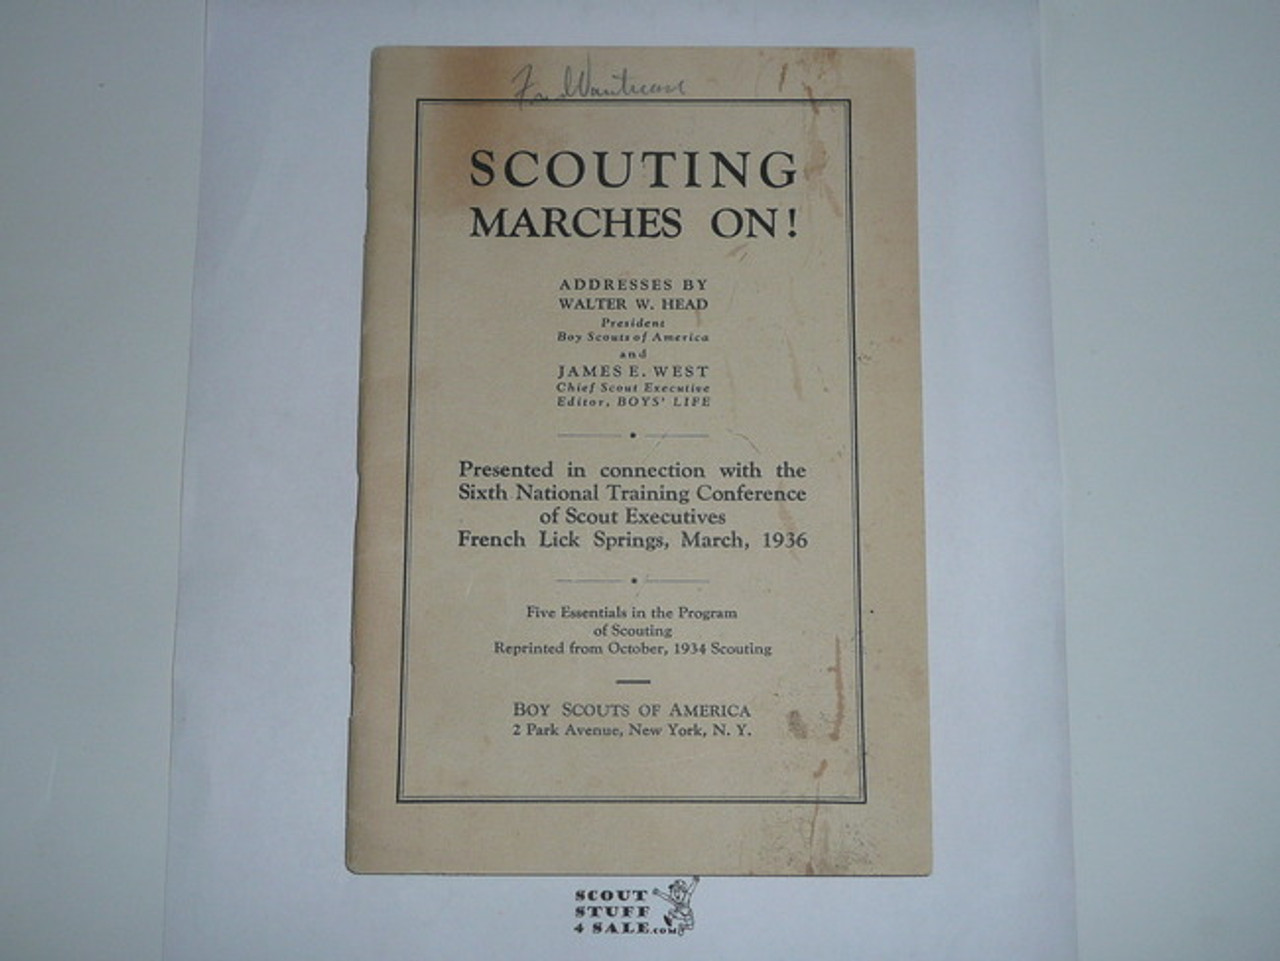 SCOUTING
MARCHES ON!
ADDRESSES BY
WALTER W. HEAD
President
Boy Scouts of America
and
JAMES E. WEST
Chief Scout Executive
Editor, BOYS' LIFE
Presented in connection with the
Sixth National Training Conference
of Scout Executives
French Lick Springs, March, 1936
Five Essentials in the Program
of Scouting
Reprinted from October, 1934 Scouting
BOY SCOUTS OF AMERICA
2 Park Avenue, New York, N. Y.
SCOUT
STUFF
4 SALE.COM